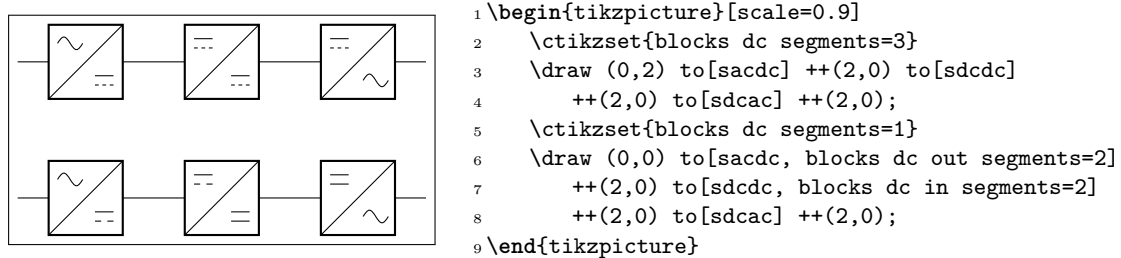 1 \begin{tikzpicture}[scale=0.9]
2 \ctikzset{blocks dc segments=3}
3 \draw (0,2) to[sacdc] ++(2,0) to[sdcdc]
4 ++(2,0) to[sdcac] ++(2,0);
5 \ctikzset{blocks dc segments=1}
6 \draw (0,0) to[sacdc, blocks dc out segments=2]
7 ++(2,0) to[sdcdc, blocks dc in segments=2]
8 ++(2,0) to[sdcac] ++(2,0);
9 \end{tikzpicture}